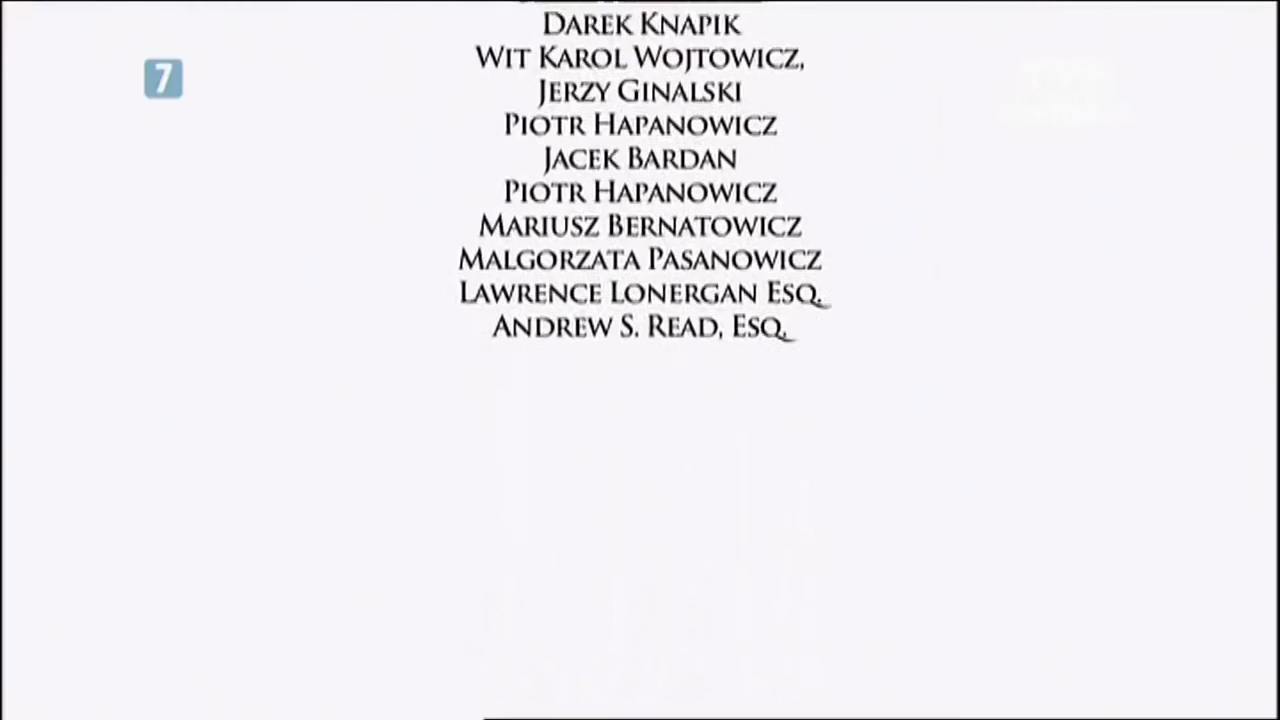 7
DAREK KNAPIK
WIT KAROL WOJTOWICZ,
JERZY GINALSKI
PIOTR HAPANOWICZ
JACEK BARDAN
PIOTR HAPANOWICZ
MARIUSZ BERNATOWICZ
MALGORZATA PASANOWICZ
LAWRENCE LONERGAN ESQ.
ANDREW S. READ, ESQ.